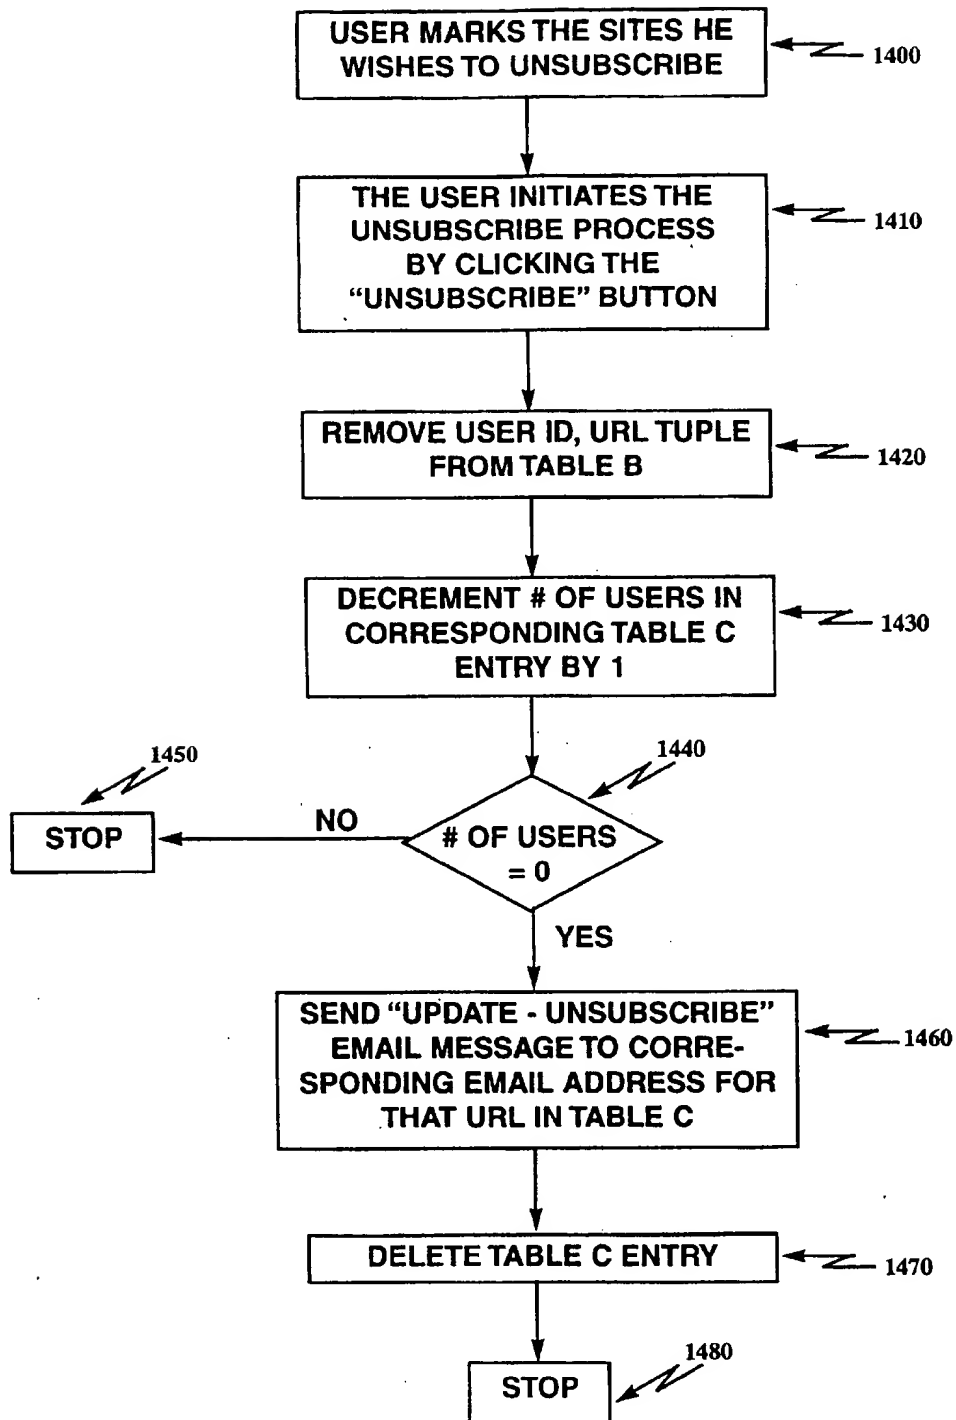 USER MARKS THE SITES HE
WISHES TO UNSUBSCRIBE
1400
THE USER INITIATES THE
UNSUBSCRIBE PROCESS
BY CLICKING THE
“UNSUBSCRIBE” BUTTON
1410
REMOVE USER ID, URL TUPLE
FROM TABLE B
1420
DECREMENT # OF USERS IN
CORRESPONDING TABLE C
ENTRY BY 1
1430
1440
# OF USERS
= 0
NO
1450
STOP
YES
SEND “UPDATE - UNSUBSCRIBE”
EMAIL MESSAGE TO CORRE-
SPONDING EMAIL ADDRESS FOR
THAT URL IN TABLE C
1460
DELETE TABLE C ENTRY
1470
1480
STOP